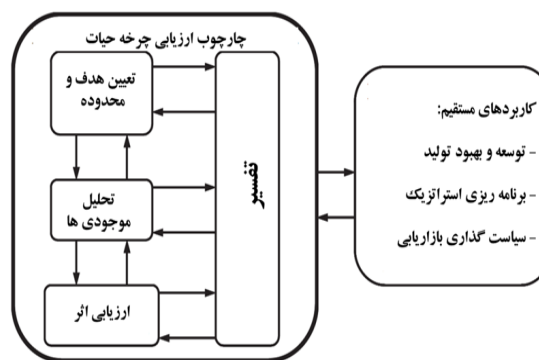 چارچوب ارزیابی چرخه حیات
تعیین هدف و
محدوده
تحلیل
موجودی ها
ارزیابی اثر
تفسیر
کاربردهای مستقیم:
- توسعه و بهبود تولید
- برنامه ریزی استراتژیک
- سیاست گذاری بازاریابی